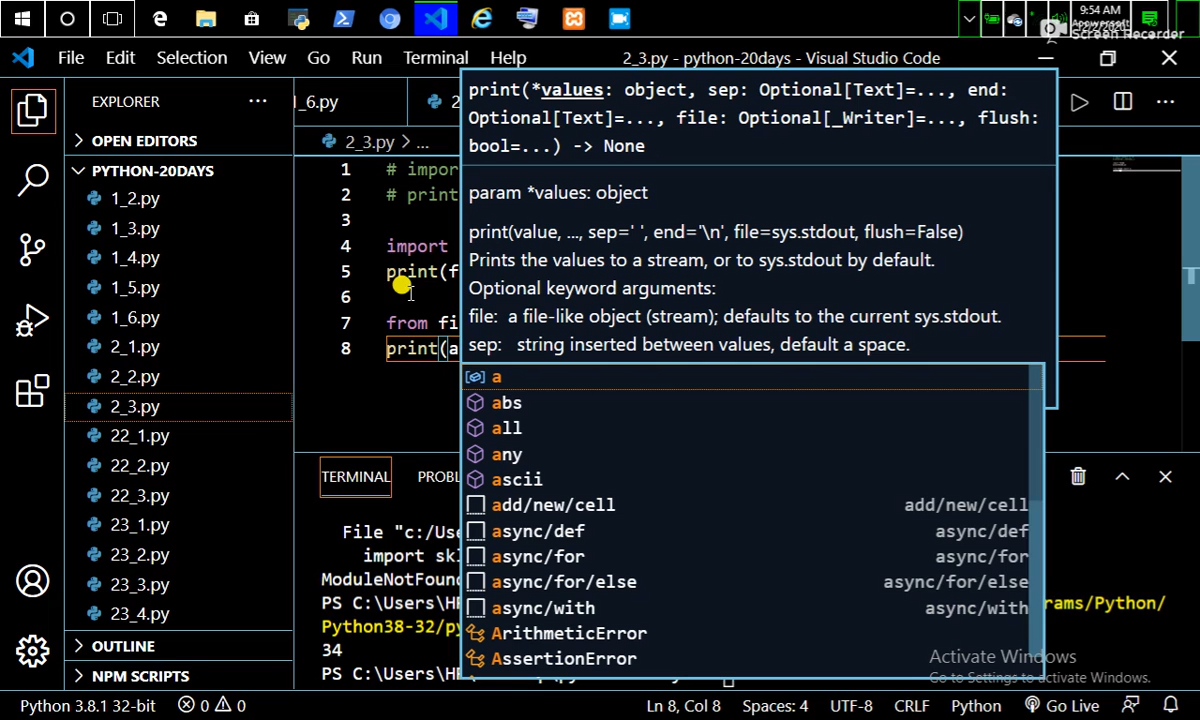 9:54 AM
Apowersoft
Screen Recorder
File Edit Selection View Go Run Terminal Help
2_3.py - python-20days - Visual Studio Code
EXPLORER
OPEN EDITORS
PYTHON-20DAYS
1_2.py
1_3.py
1_4.py
1_5.py
1_6.py
2_1.py
2_2.py
2_3.py
22_1.py
22_2.py
22_3.py
23_1.py
23_2.py
23_3.py
23_4.py
OUTLINE
NPM SCRIPTS
1_6.py
2_3.py > ...
1 # impor
2 # print
3
4 import
5 print(f
6
7 from fi
8 print(a
print(*values: object, sep: Optional[Text]=..., end:
Optional[Text]=..., file: Optional[_Writer]=..., flush:
bool=...) -> None
param *values: object
print(value, ..., sep=' ', end='\n', file=sys.stdout, flush=False)
Prints the values to a stream, or to sys.stdout by default.
Optional keyword arguments:
file: a file-like object (stream); defaults to the current sys.stdout.
sep: string inserted between values, default a space.
a
abs
all
any
ascii
add/new/cell add/new/cell
async/def async/def
async/for async/for
async/for/else async/for/else
async/with async/with
ArithmeticError
AssertionError
TERMINAL PROBL
File "c:/Use
import skl
ModuleNotFoun
PS C:\Users\H
rams/Python/
Python38-32/py
34
PS C:\Users\H
Activate Windows
Go to Settings to activate Windows.
Python 3.8.1 32-bit 0 0 Ln 8, Col 8 Spaces: 4 UTF-8 CRLF Python Go Live